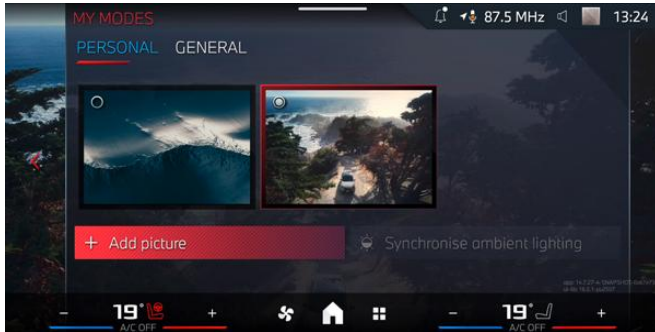 MY MODES
87.5 MHz
13:24
PERSONAL GENERAL
+ Add picture
Synchronise ambient lighting
- 19° +
A/C OFF
- 19° +
A/C OFF